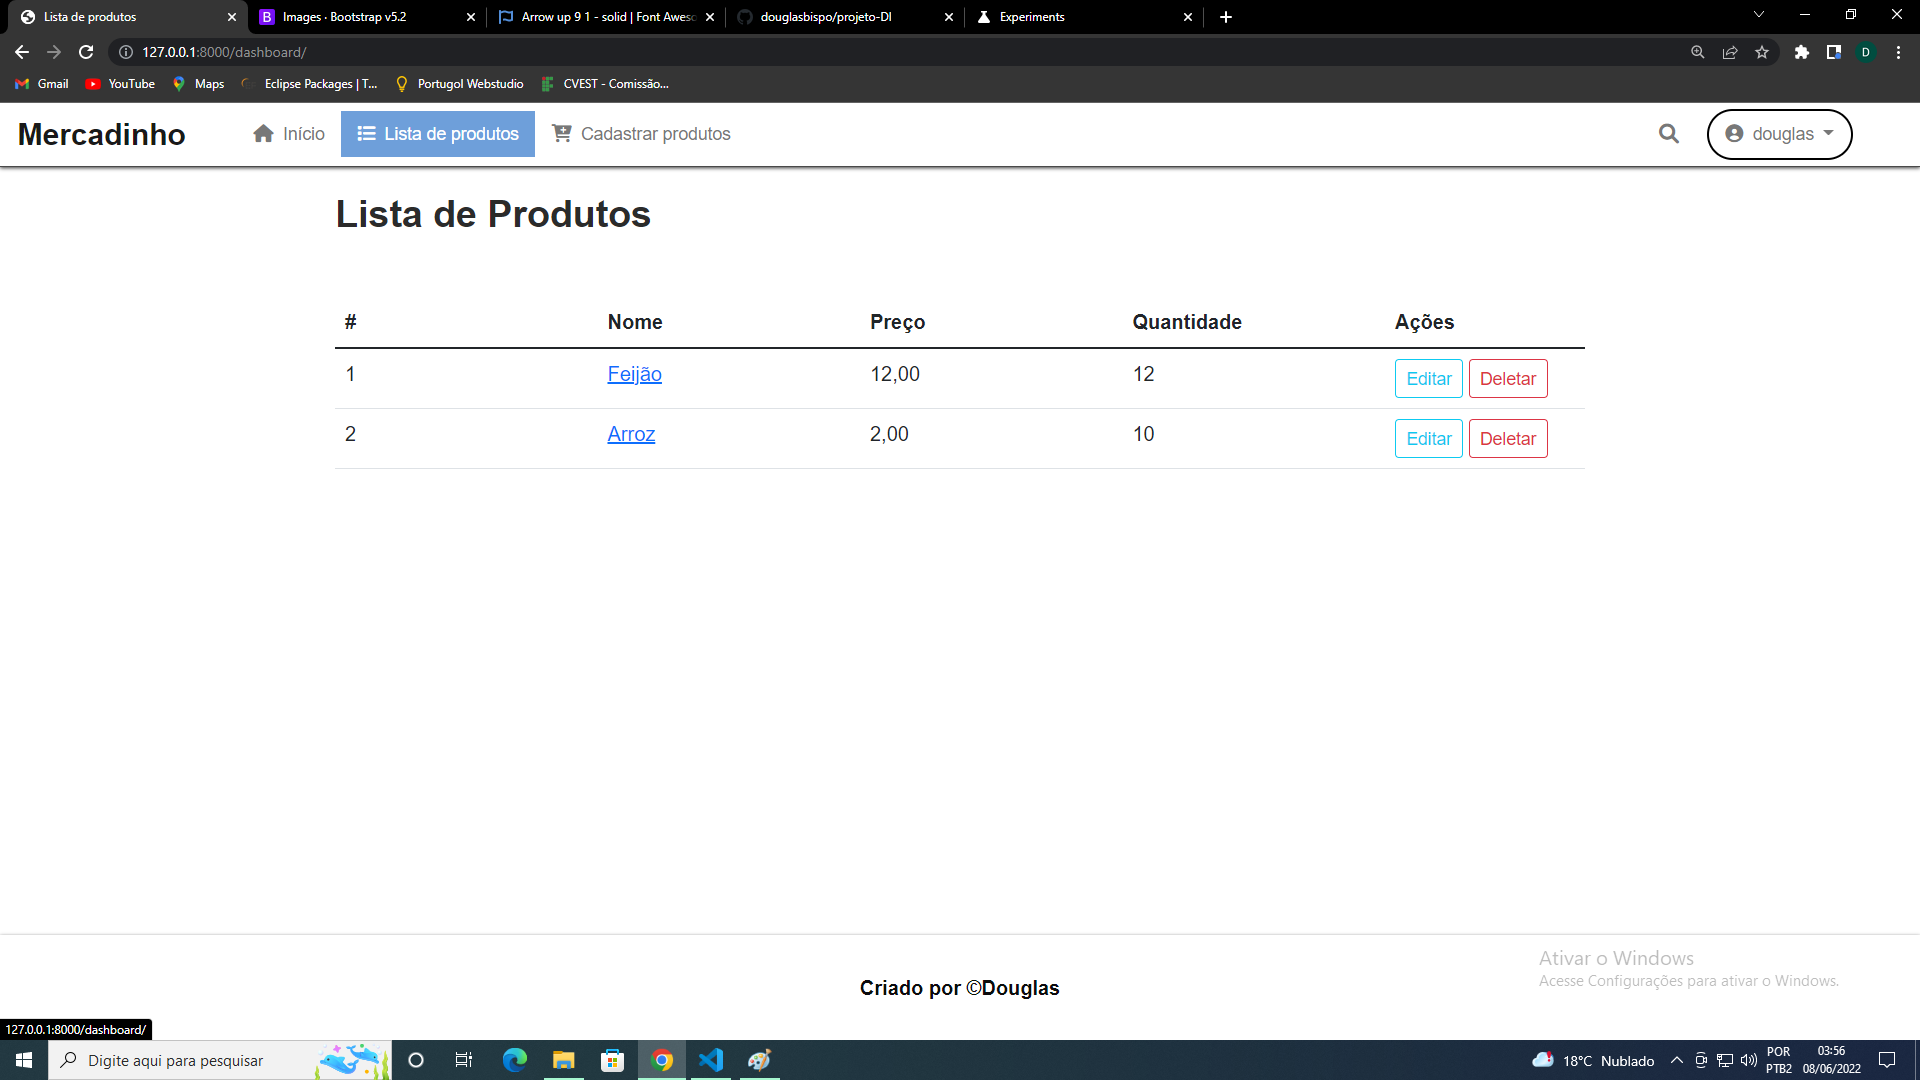 Lista de produtos
Images · Bootstrap v5.2
Arrow up 9 1 - solid | Font Aweso
douglasbispo/projeto-DI
Experiments
127.0.0.1:8000/dashboard/
D
Gmail
YouTube
Maps
Eclipse Packages | T...
Portugol Webstudio
CVEST - Comissão...
Mercadinho
Início
Lista de produtos
Cadastrar produtos
douglas
Lista de Produtos
# Nome Preço Quantidade Ações
1 Feijão 12,00 12 Editar Deletar
2 Arroz 2,00 10 Editar Deletar
Ativar o Windows
Acesse Configurações para ativar o Windows.
Criado por ©Douglas
127.0.0.1:8000/dashboard/
Digite aqui para pesquisar
18°C Nublado
POR
PTB2
03:56
08/06/2022